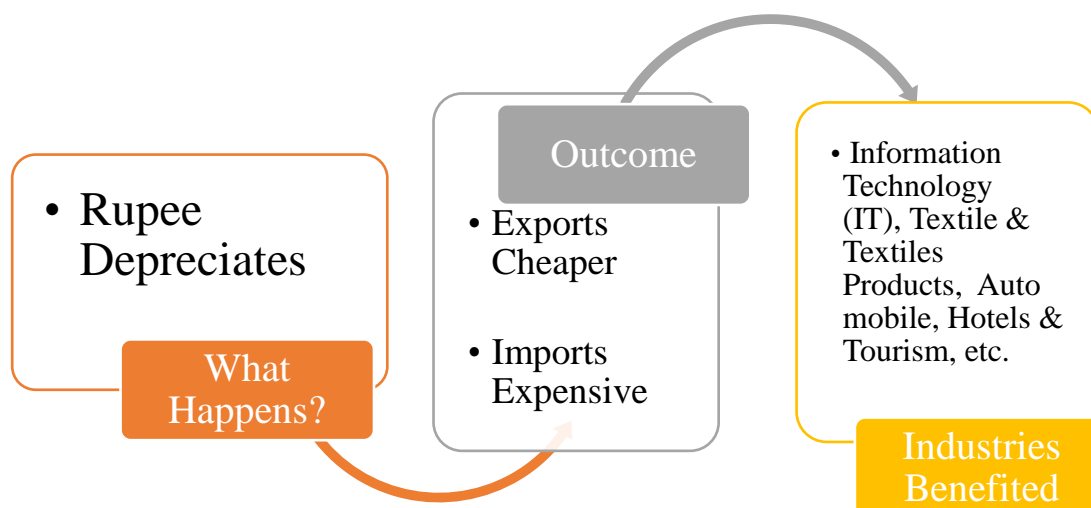 • Rupee
Depreciates
What
Happens?
Outcome
• Exports
Cheaper
• Imports
Expensive
• Information
Technology
(IT), Textile &
Textiles
Products, Auto
mobile, Hotels &
Tourism, etc.
Industries
Benefited